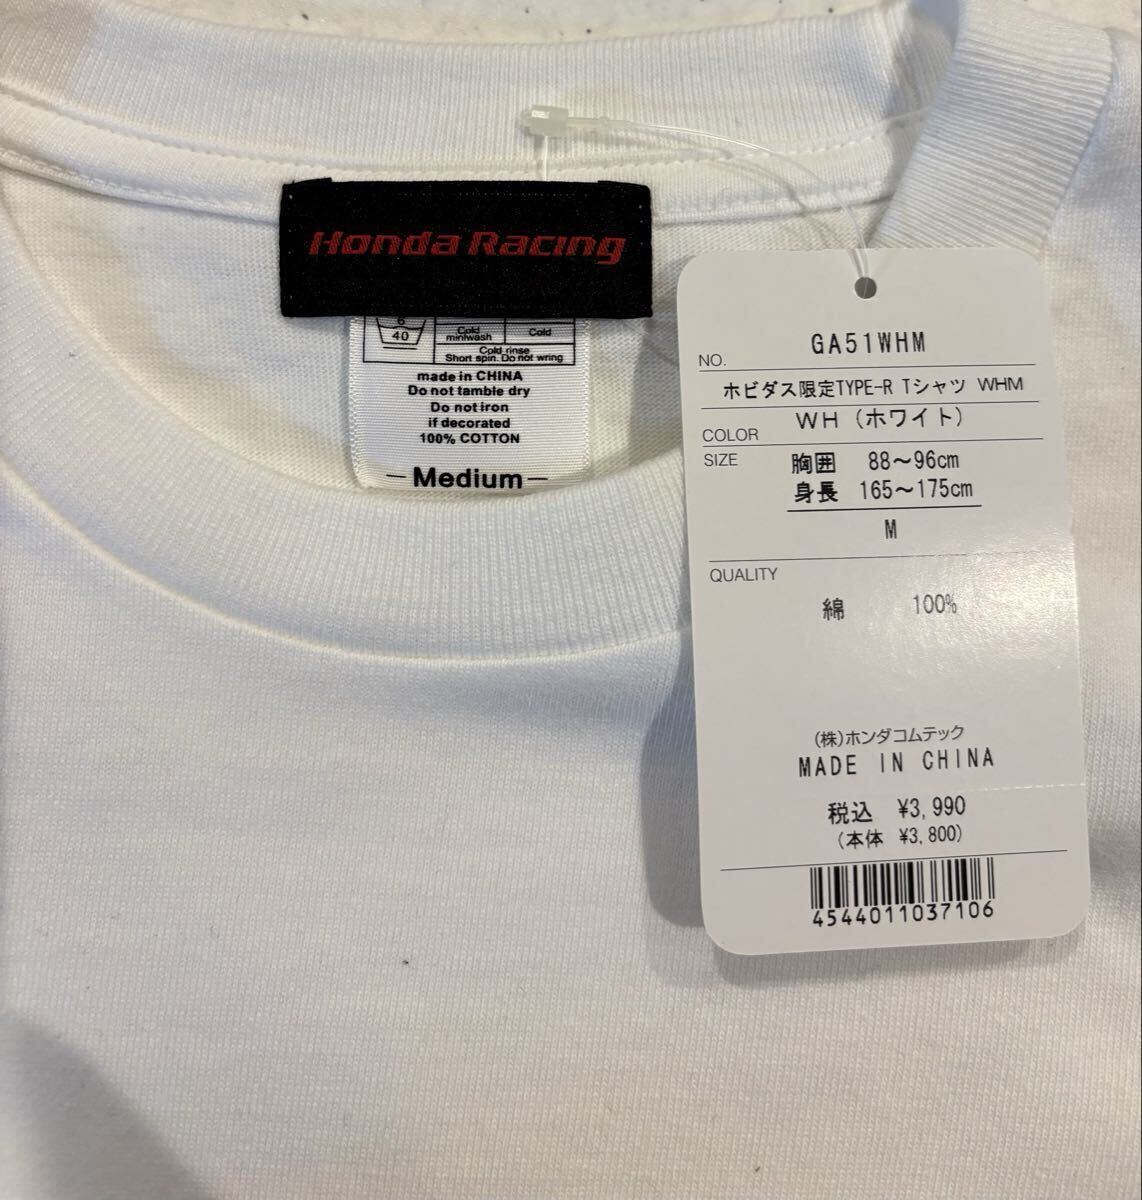 Honda Racing
40
Cold miniwash
Cold
Cold rinse
Short spin. Do not wring
made in CHINA
Do not tamble dry
Do not iron
if decorated
100% COTTON
-Medium-
NO. GA51WHM
ホビダス限定TYPE-R Tシャツ WHM
COLOR WH (ホワイト)
SIZE 胸囲 88～96cm
身長 165～175cm
M
QUALITY
綿 100%
(株)ホンダコムテック
MADE IN CHINA
税込 ¥3,990
(本体 ¥3,800)
4544011037106